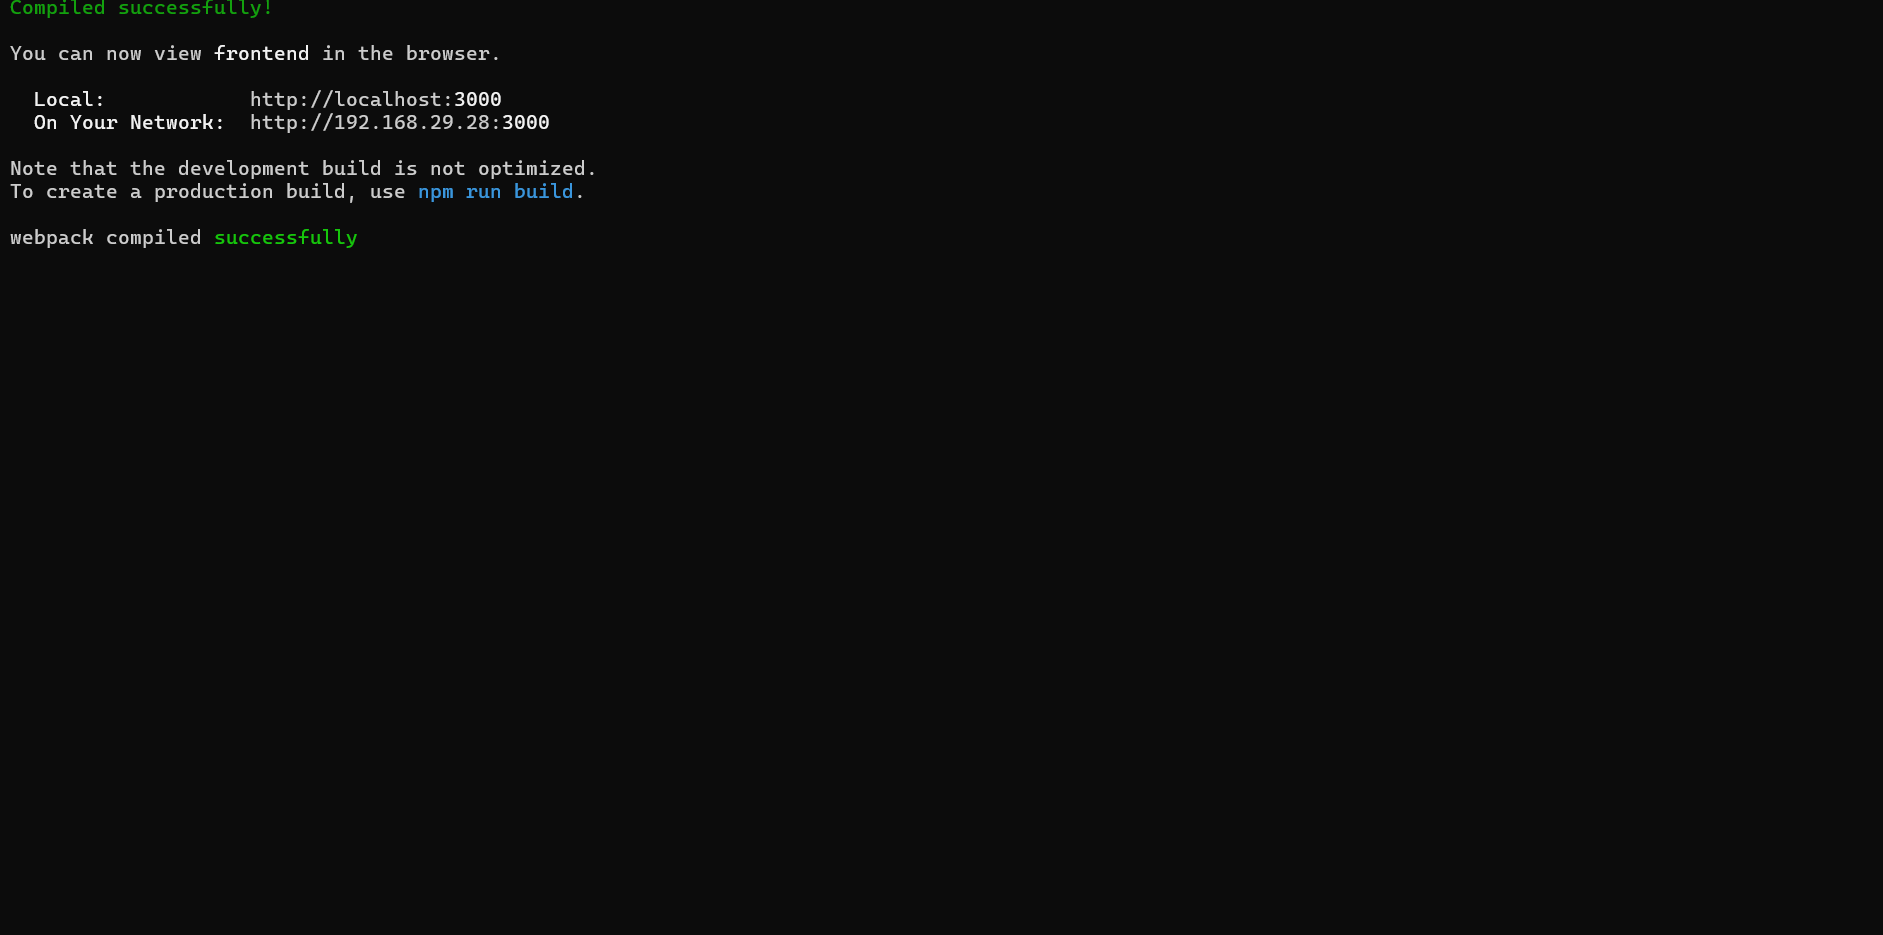 Compiled successfully!
You can now view frontend in the browser.
Local: http://localhost:3000
On Your Network: http://192.168.29.28:3000
Note that the development build is not optimized.
To create a production build, use npm run build.
webpack compiled successfully